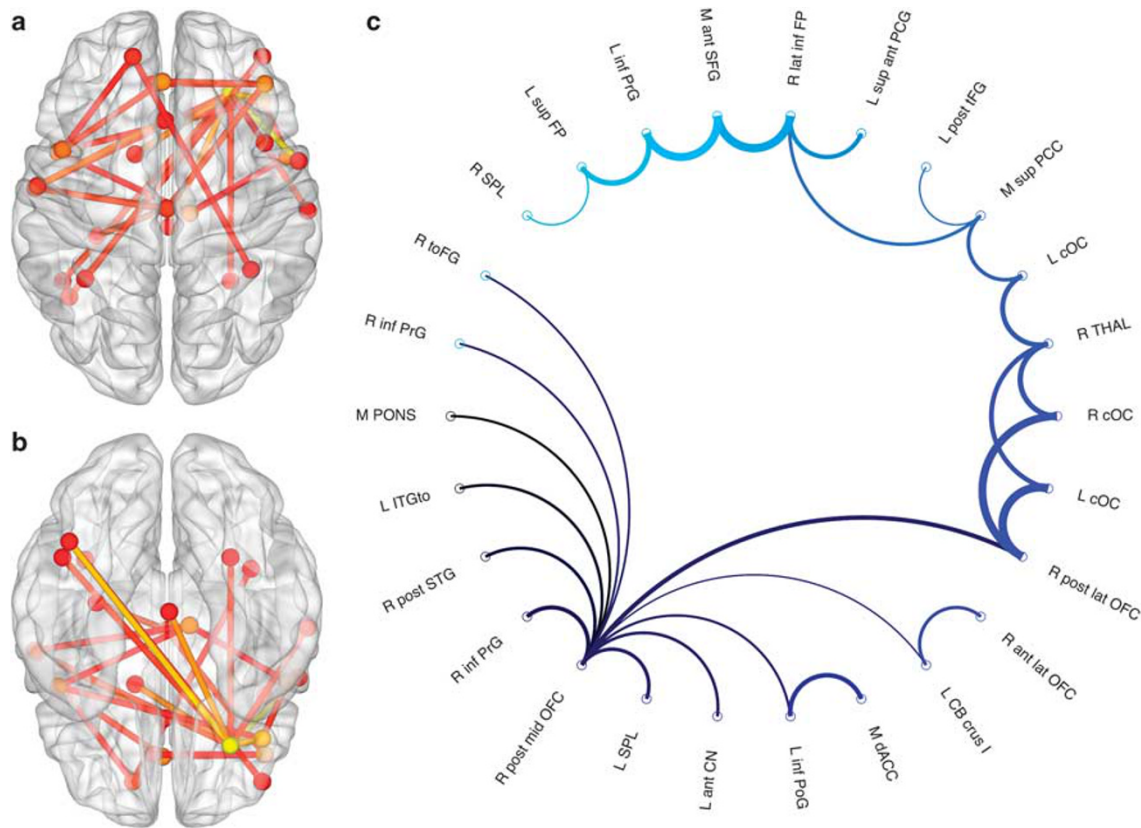 a
c
b
R SPL
L sup FP
L inf PrG
M ant SFG
R lat inf FP
L sup ant PCG
L post tFG
M sup PCC
L cOC
R THAL
R cOC
L cOC
R post lat OFC
R ant lat OFC
L CB crus I
M dACC
L inf PoG
L ant CN
L SPL
R post mid OFC
R inf PrG
R post STG
L ITGto
M PONS
R inf PrG
R toFG